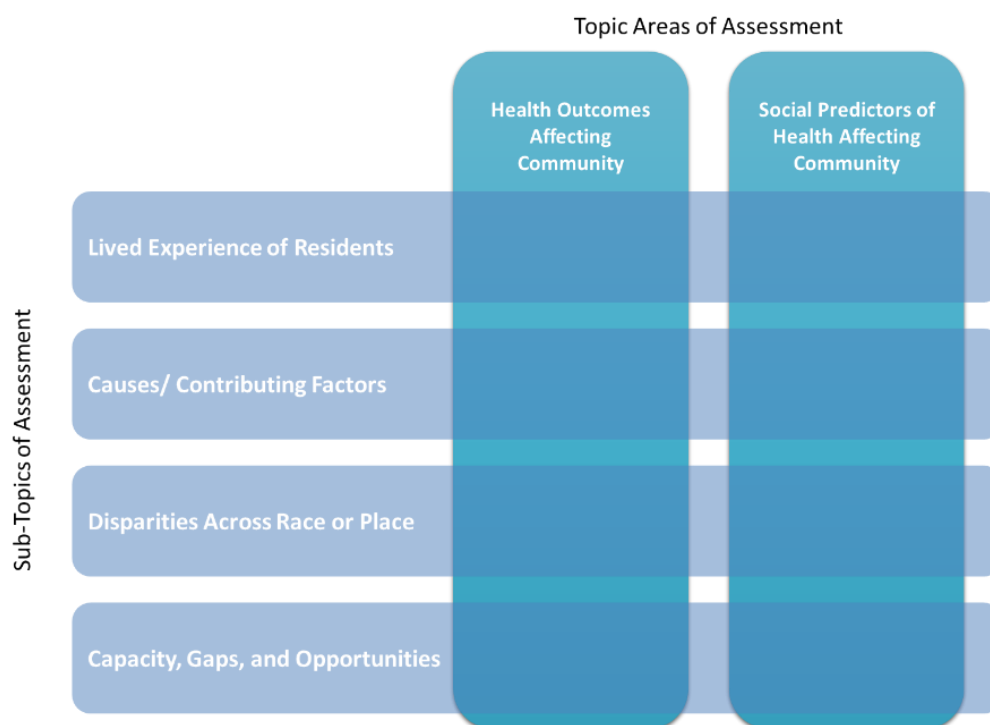 Topic Areas of Assessment
Health Outcomes
Affecting
Community
Social Predictors of
Health Affecting
Community
Sub-Topics of Assessment
Lived Experience of Residents
Causes/ Contributing Factors
Disparities Across Race or Place
Capacity, Gaps, and Opportunities